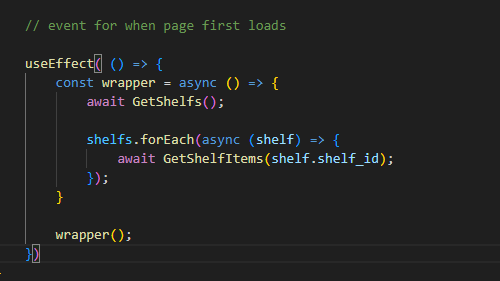 // event for when page first loads
useEffect( () => {
const wrapper = async () => {
await GetShelfs();
shelfs.forEach(async (shelf) => {
await GetShelfItems(shelf.shelf_id);
});
}
wrapper();
})